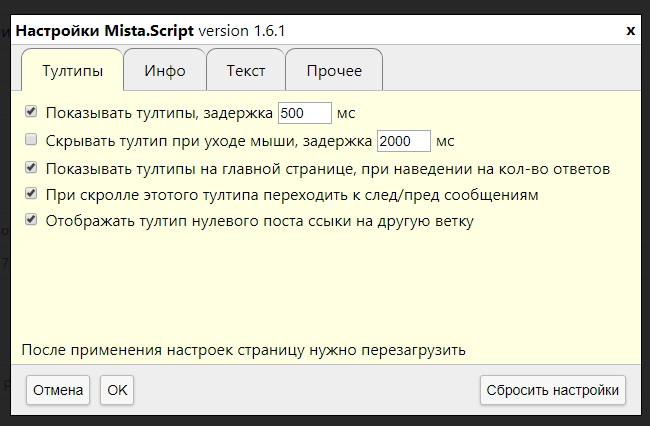 Настройки Mista.Script version 1.6.1 x
Тултипы Инфо Текст Прочее
Показывать тултипы, задержка 500 мс
Скрывать тултип при уходе мыши, задержка 2000 мс
Показывать тултипы на главной странице, при наведении на кол-во ответов
При скролле этотого тултипа переходить к след/пред сообщениям
Отображать тултип нулевого поста ссыки на другую ветку
После применения настроек страницу нужно перезагрузить
Отмена OK Сбросить настройки